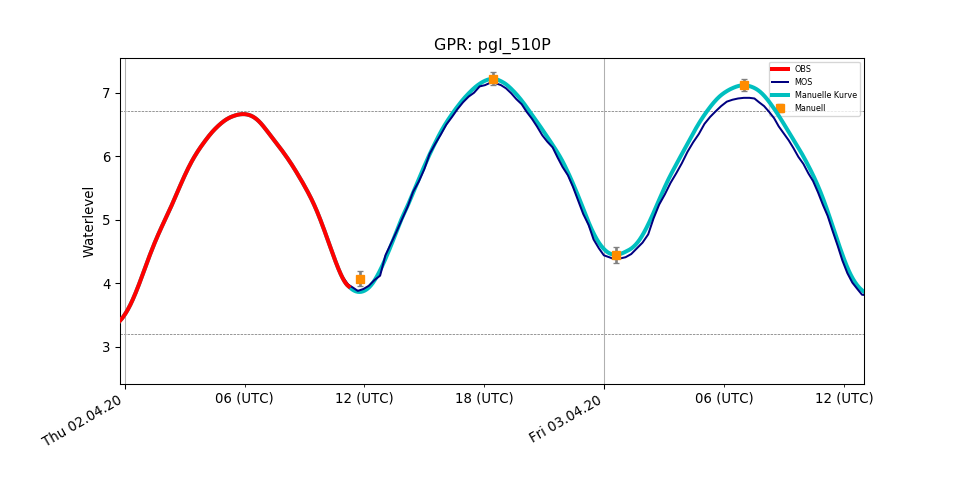 GPR: pgl_510P
OBS
MOS
Manuelle Kurve
Manuell
Waterlevel
7
6
5
4
3
Thu 02.04.20
06 (UTC)
12 (UTC)
18 (UTC)
Fri 03.04.20
06 (UTC)
12 (UTC)